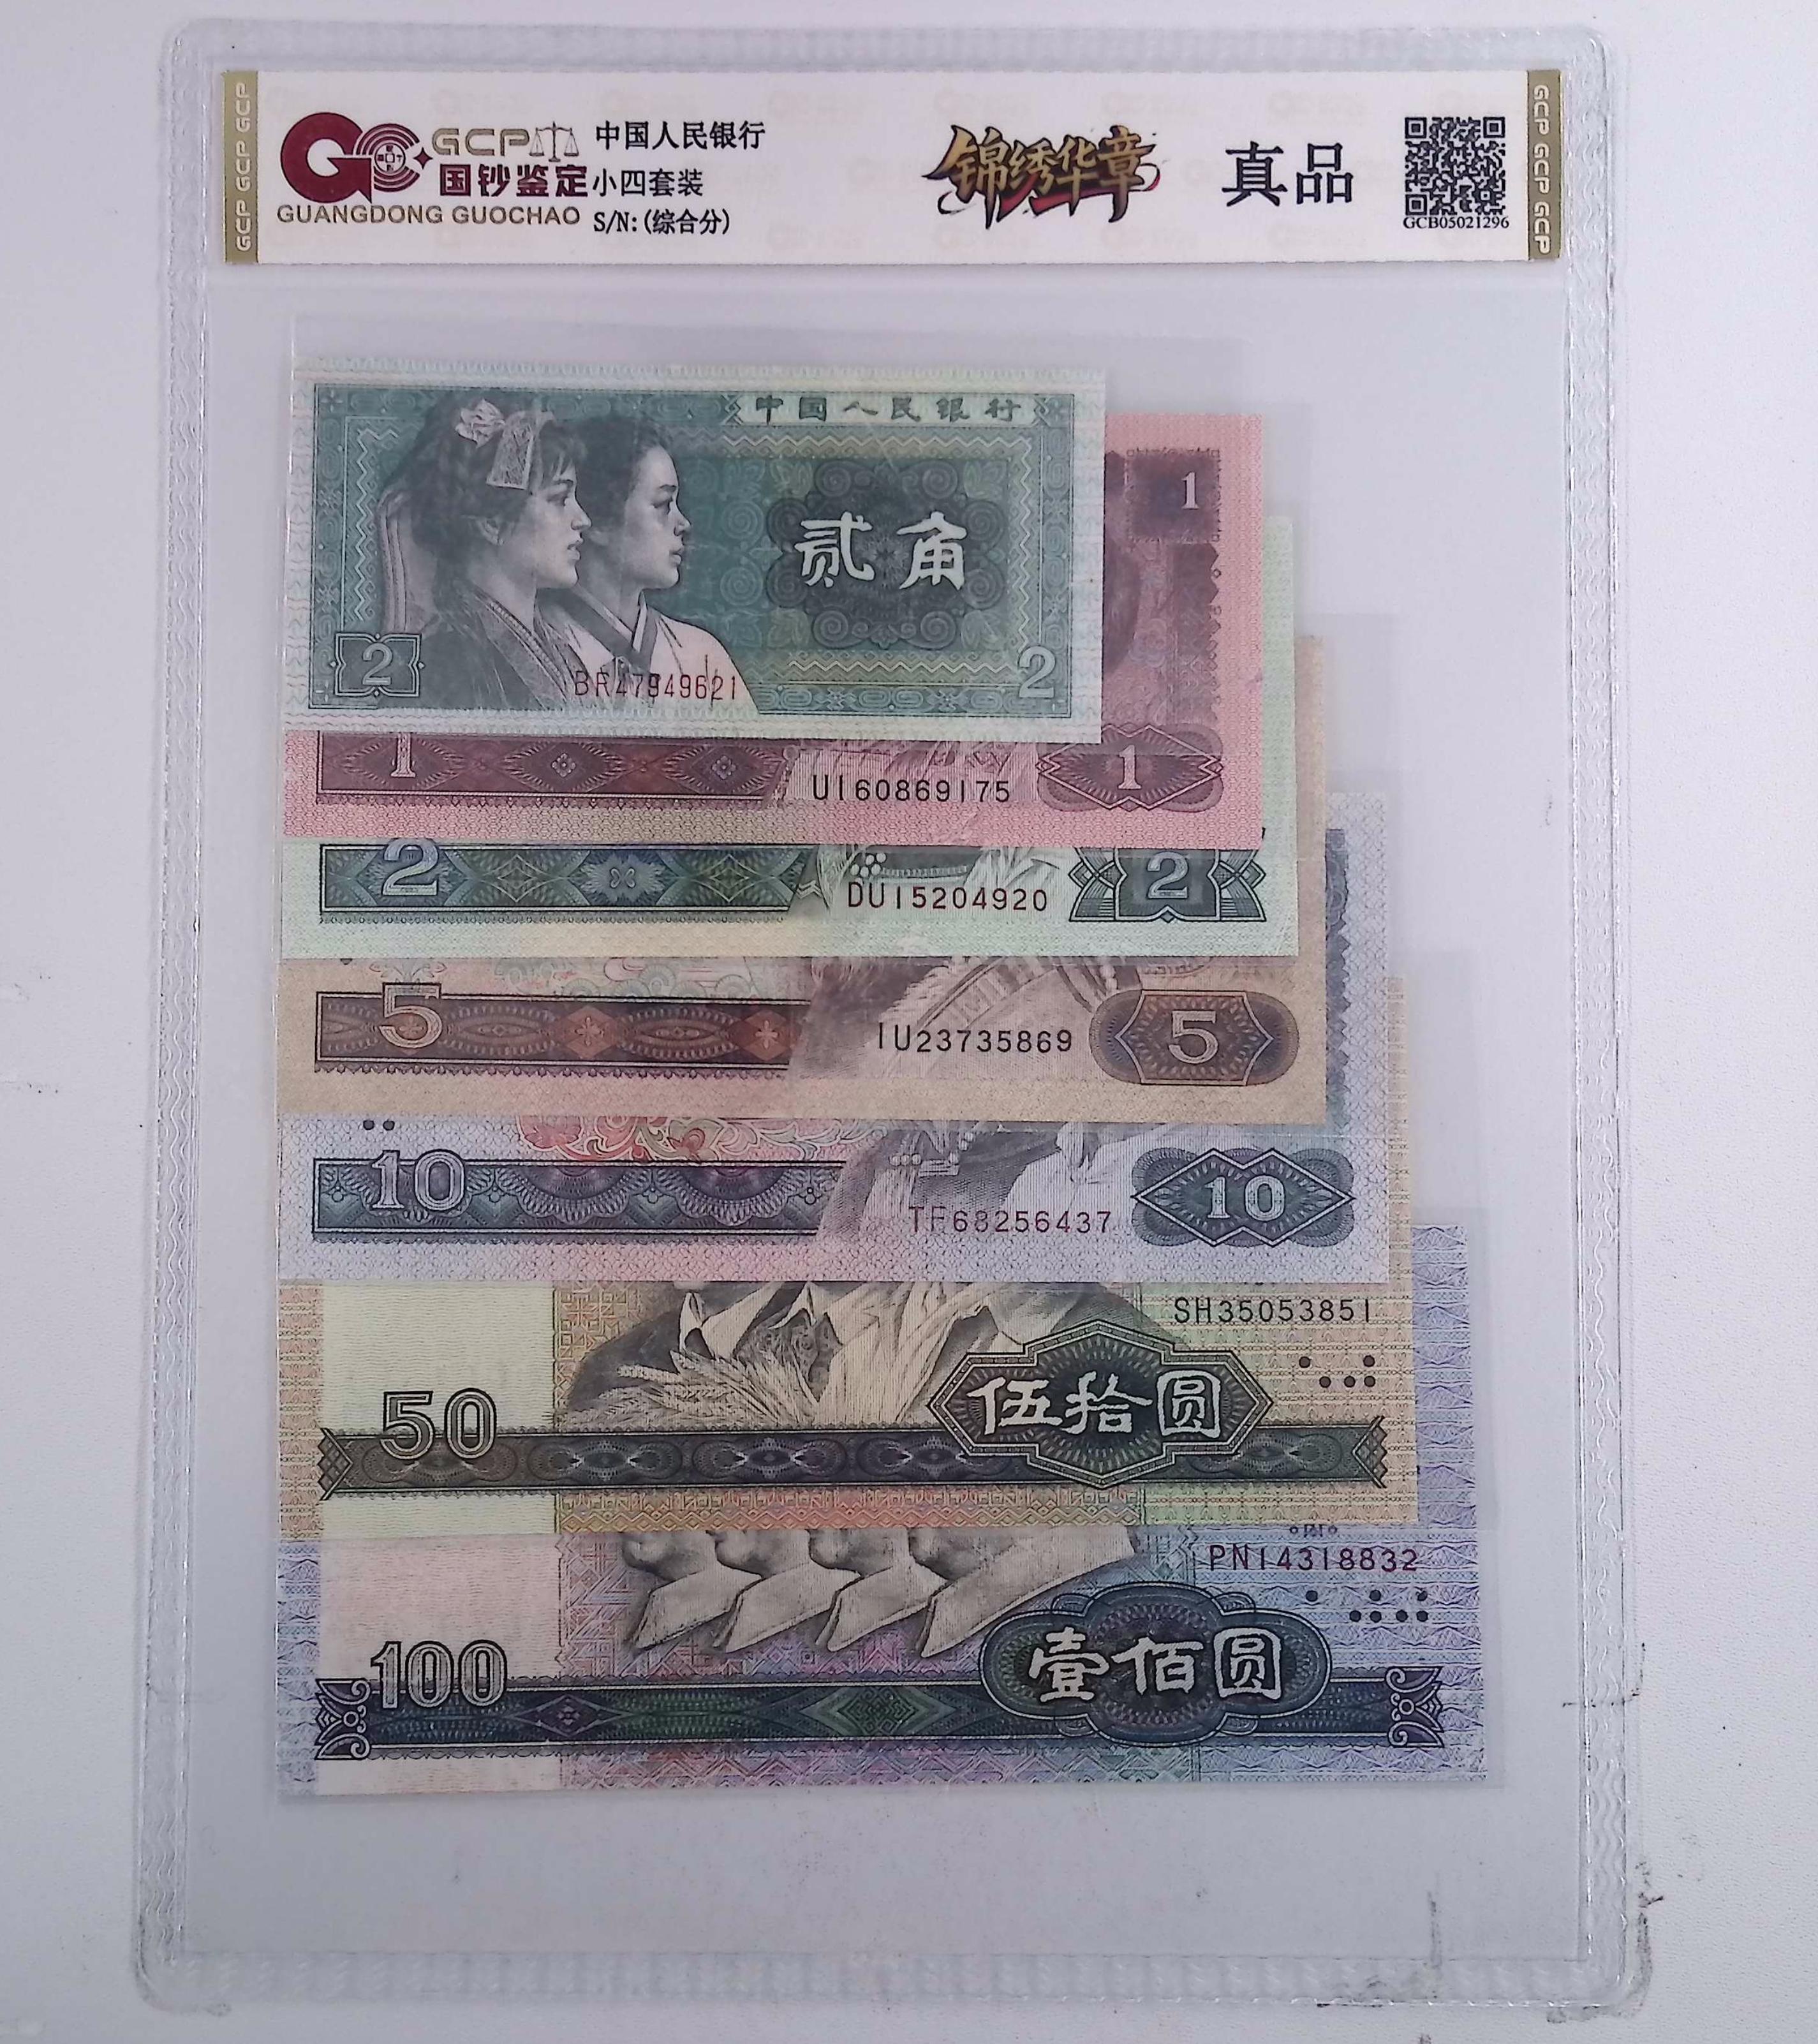 GCP 中国人民银行
国钞鉴定 小四套装
GUANGDONG GUOCHAO S/N: (综合分)
锦绣华章
真品
GCB05021296
GCP GCP GCP
GCP GCP GCP
中国人民银行
贰角
2
2
BR47949621
1
1
UI60869175
1
2
DU15204920
2
5
IU23735869
5
10
TF68256437
10
SH35053851
伍拾圆
50
PN14318832
壹佰圆
100